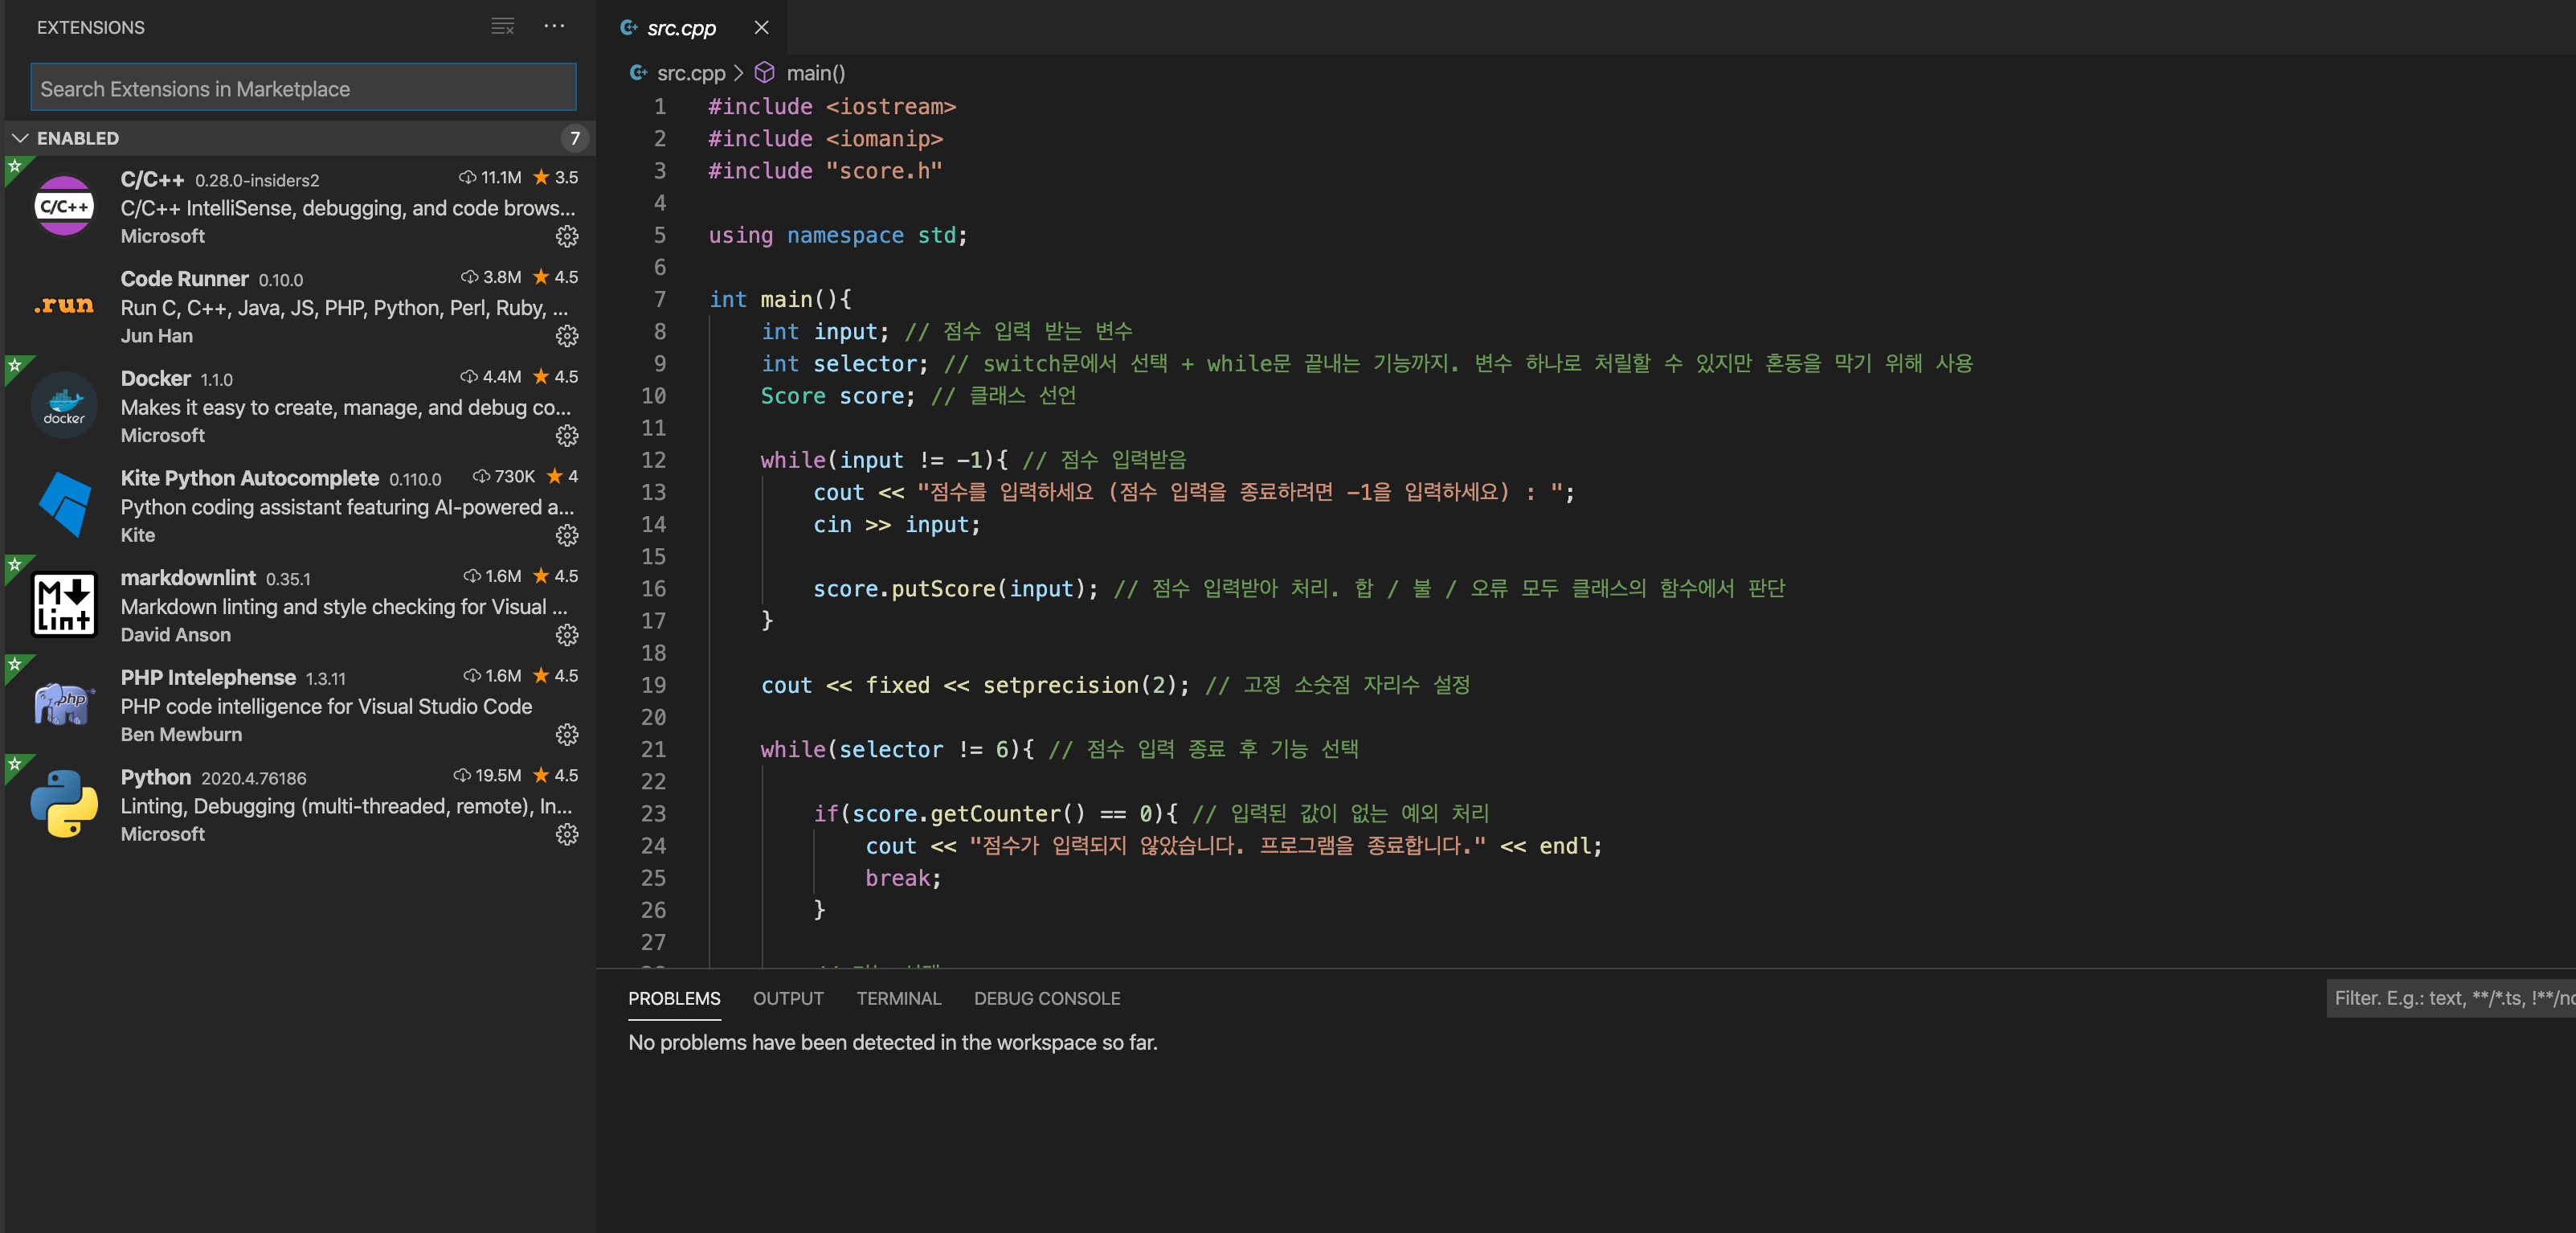 EXTENSIONS
Search Extensions in Marketplace
ENABLED 7
C/C++ 0.28.0-insiders2 11.1M 3.5
C/C++ IntelliSense, debugging, and code brows...
Microsoft
C/C++
Code Runner 0.10.0 3.8M 4.5
Run C, C++, Java, JS, PHP, Python, Perl, Ruby, ...
Jun Han
.run
Docker 1.1.0 4.4M 4.5
Makes it easy to create, manage, and debug co...
Microsoft
docker
Kite Python Autocomplete 0.110.0 730K 4
Python coding assistant featuring AI-powered a...
Kite
markdownlint 0.35.1 1.6M 4.5
Markdown linting and style checking for Visual ...
David Anson
M
Lint
PHP Intelephense 1.3.11 1.6M 4.5
PHP code intelligence for Visual Studio Code
Ben Mewburn
php
Python 2020.4.76186 19.5M 4.5
Linting, Debugging (multi-threaded, remote), In...
Microsoft
src.cpp
src.cpp > main()
1 #include <iostream>
2 #include <iomanip>
3 #include "score.h"
4
5 using namespace std;
6
7 int main(){
8 int input; // 점수 입력 받는 변수
9 int selector; // switch문에서 선택 + while문 끝내는 기능까지. 변수 하나로 처릴할 수 있지만 혼동을 막기 위해 사용
10 Score score; // 클래스 선언
11
12 while(input != -1){ // 점수 입력받음
13 cout << "점수를 입력하세요 (점수 입력을 종료하려면 -1을 입력하세요) : ";
14 cin >> input;
15
16 score.putScore(input); // 점수 입력받아 처리. 합 / 불 / 오류 모두 클래스의 함수에서 판단
17 }
18
19 cout << fixed << setprecision(2); // 고정 소숫점 자리수 설정
20
21 while(selector != 6){ // 점수 입력 종료 후 기능 선택
22
23 if(score.getCounter() == 0){ // 입력된 값이 없는 예외 처리
24 cout << "점수가 입력되지 않았습니다. 프로그램을 종료합니다." << endl;
25 break;
26 }
27
PROBLEMS OUTPUT TERMINAL DEBUG CONSOLE
Filter. E.g.: text, **/*.ts, !**/no
No problems have been detected in the workspace so far.